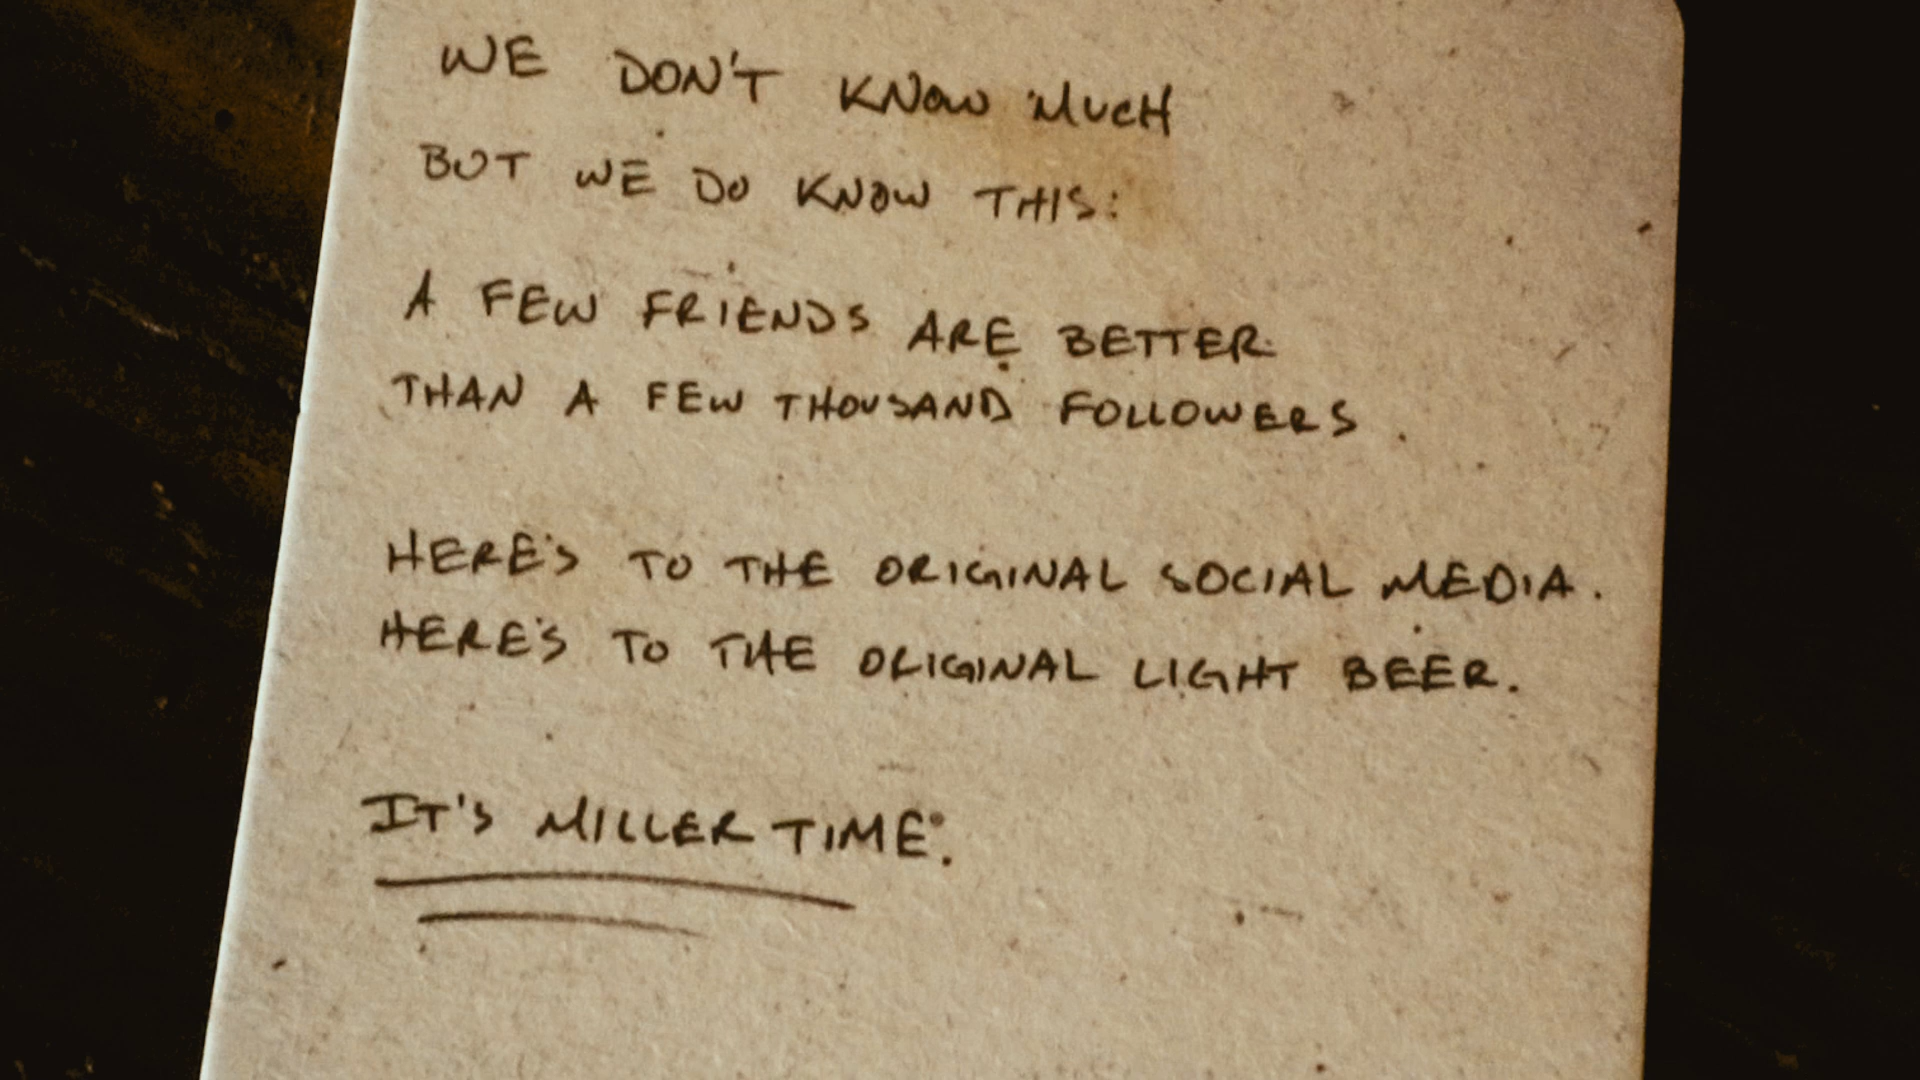 WE DON'T KNOW MUCH
BUT WE DO KNOW THIS:
A FEW FRIENDS ARE BETTER
THAN A FEW THOUSAND FOLLOWERS.
HERE'S TO THE ORIGINAL SOCIAL MEDIA.
HERE'S TO THE ORIGINAL LIGHT BEER.
IT'S MILLER TIME.